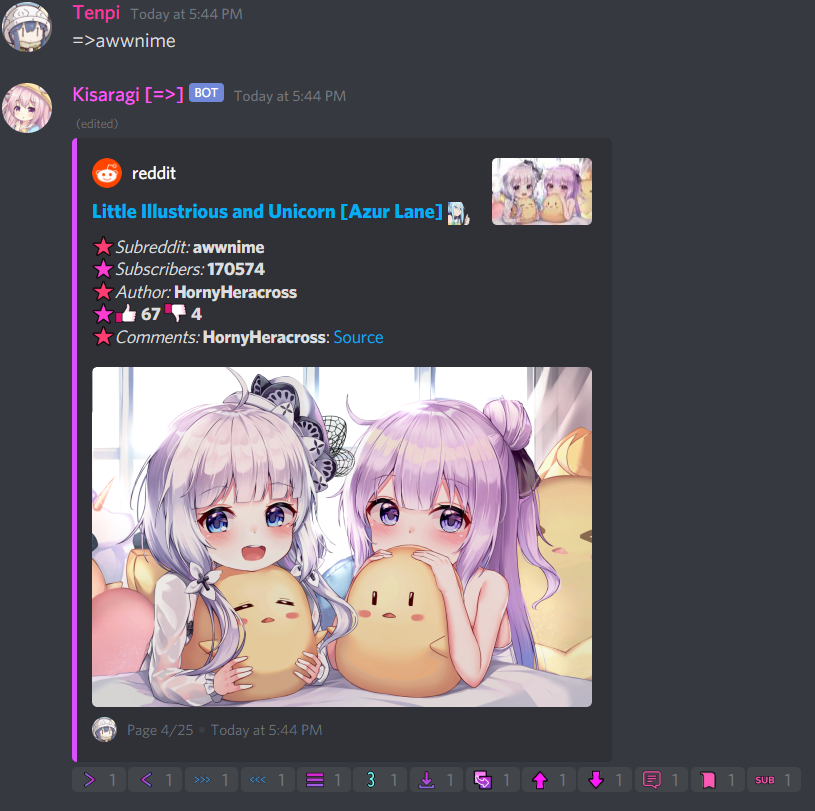 Tenpi Today at 5:44 PM
=>awwnime
Kisaragi [=>] BOT Today at 5:44 PM
(edited)
reddit
Little Illustrious and Unicorn [Azur Lane]
Subreddit: awwnime
Subscribers: 170574
Author: HornyHeracross
67 4
Comments: HornyHeracross: Source
Page 4/25 • Today at 5:44 PM
> 1 < 1 >>> 1 <<< 1 1 3 1 1 1 1 1 1 1 SUB 1